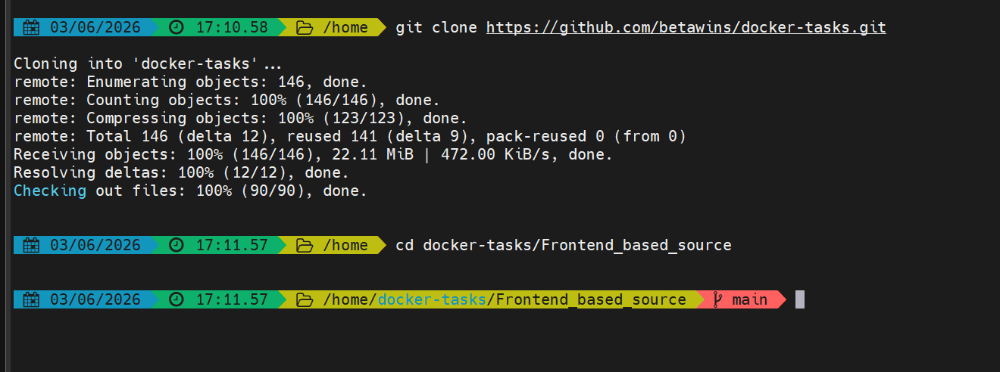 03/06/2026 17:10.58 /home git clone https://github.com/betawins/docker-tasks.git
Cloning into 'docker-tasks'...
remote: Enumerating objects: 146, done.
remote: Counting objects: 100% (146/146), done.
remote: Compressing objects: 100% (123/123), done.
remote: Total 146 (delta 12), reused 141 (delta 9), pack-reused 0 (from 0)
Receiving objects: 100% (146/146), 22.11 MiB | 472.00 KiB/s, done.
Resolving deltas: 100% (12/12), done.
Checking out files: 100% (90/90), done.
03/06/2026 17:11.57 /home cd docker-tasks/Frontend_based_source
03/06/2026 17:11.57 /home/docker-tasks/Frontend_based_source main